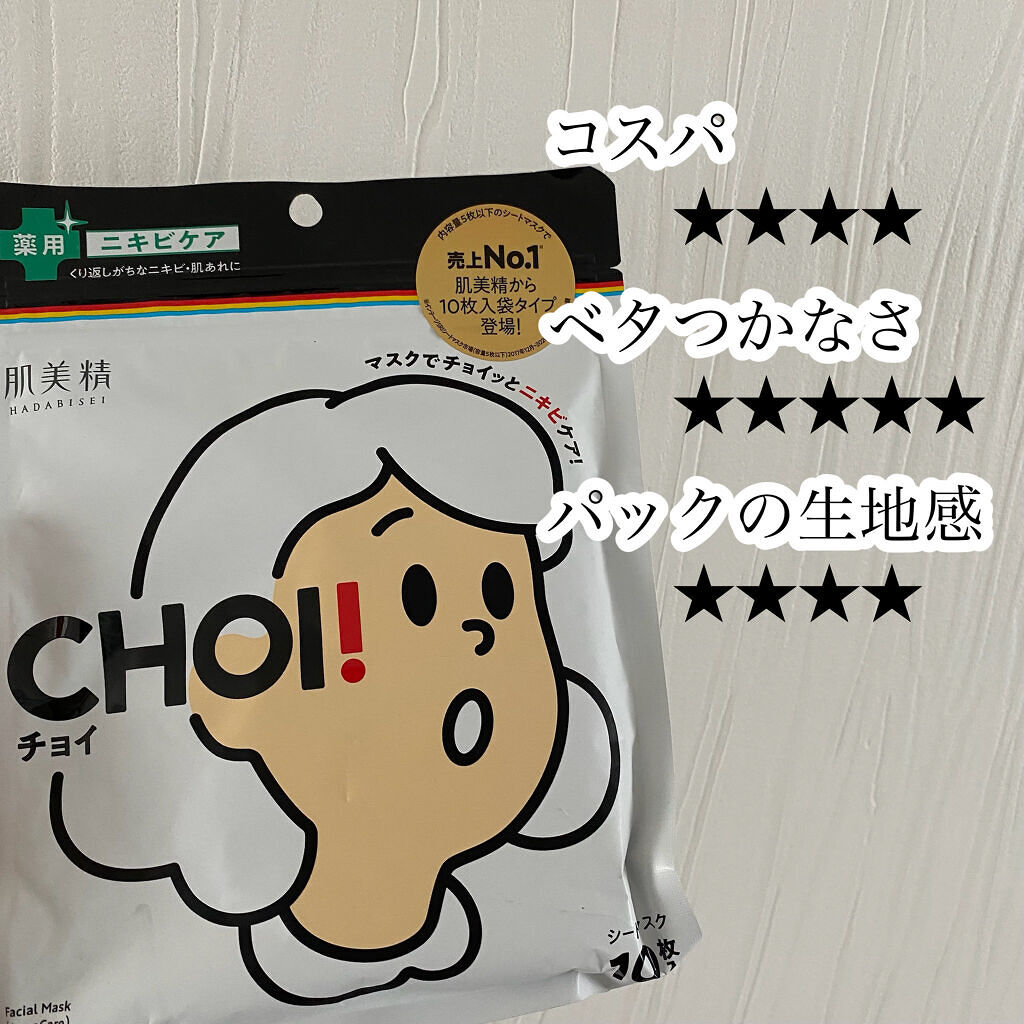 コスパ
★★★★
ベタつかなさ
★★★★★
パックの生地感
★★★★
薬用
ニキビケア
くり返しがちなニキビ・肌あれに
内容量5枚以下のシートマスクで
売上No.1※
肌美精から
10枚入袋タイプ
登場!
肌美精
HADABISEI
マスクでチョイッとニキビケア!
CHOI!
チョイ
シートマスク
10枚
Facial Mask